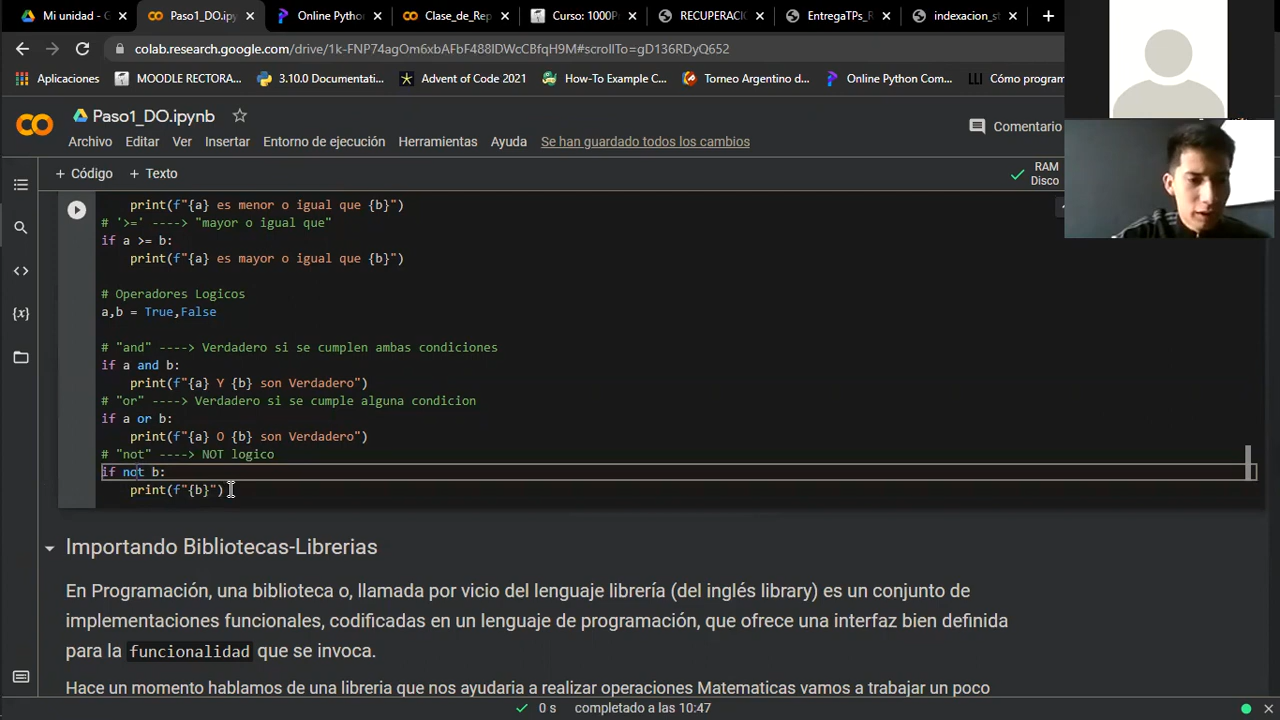 Mi unidad - G
Paso1_DO.ipy
Online Python
Clase_de_Rep
Curso: 1000Pr
RECUPERACIÓ
EntregaTPs_R
indexacion_st
colab.research.google.com/drive/1k-FNP74agOm6xbAFbF488lDWcCBfqH9M#scrollTo=gD136RDyQ652
Aplicaciones
MOODLE RECTORA...
3.10.0 Documentati...
Advent of Code 2021
How-To Example C...
Torneo Argentino d...
Online Python Com...
Cómo program
Paso1_DO.ipynb
Archivo Editar Ver Insertar Entorno de ejecución Herramientas Ayuda Se han guardado todos los cambios
Comentario
+ Código + Texto
RAM
Disco
print(f"{a} es menor o igual que {b}")
# '>=' ----> "mayor o igual que"
if a >= b:
print(f"{a} es mayor o igual que {b}")
# Operadores Logicos
a,b = True,False
# "and" ----> Verdadero si se cumplen ambas condiciones
if a and b:
print(f"{a} Y {b} son Verdadero")
# "or" ----> Verdadero si se cumple alguna condicion
if a or b:
print(f"{a} O {b} son Verdadero")
# "not" ----> NOT logico
if not b:
print(f"{b}")
Importando Bibliotecas-Librerias
En Programación, una biblioteca o, llamada por vicio del lenguaje librería (del inglés library) es un conjunto de
implementaciones funcionales, codificadas en un lenguaje de programación, que ofrece una interfaz bien definida
para la funcionalidad que se invoca.
Hace un momento hablamos de una libreria que nos ayudaria a realizar operaciones Matematicas vamos a trabajar un poco
0 s completado a las 10:47